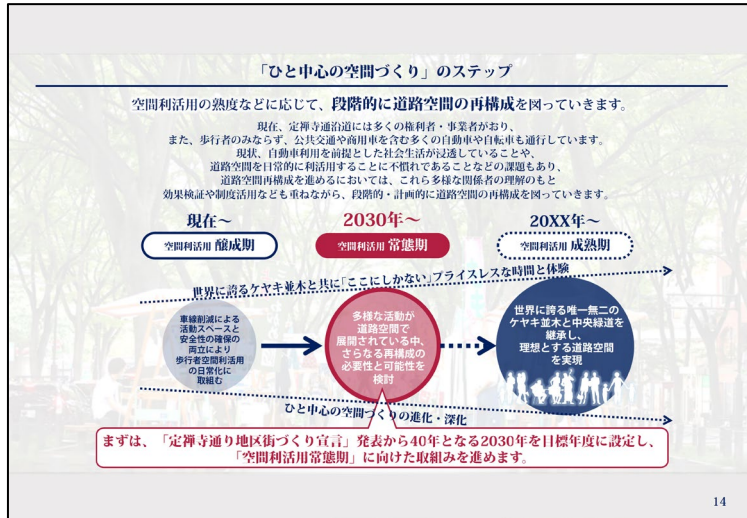 「ひと中心の空間づくり」のステップ
空間利活用の熟度などに応じて、段階的に道路空間の再構成を図っていきます。
現在、定禅寺通沿道には多くの権利者・事業者がおり、
また、歩行者のみならず、公共交通や商用車を含む多くの自動車や自転車も通行しています。
現状、自動車利用を前提とした社会生活が浸透していることや、
道路空間を日常的に利活用することに不慣れであることなどの課題もあり、
道路空間再構成を進めるにおいては、これら多様な関係者の理解のもと
効果検証や制度活用なども重ねながら、段階的・計画的に道路空間の再構成を図っていきます。
現在～
空間利活用 醸成期
2030年～
空間利活用 常態期
20XX年～
空間利活用 成熟期
世界に誇るケヤキ並木と共に「ここにしかない」プライスレスな時間と体験
車線削減による
活動スペースと
安全性の確保の
両立により
歩行者空間利活用
の日常化に
取組む
多様な活動が
道路空間で
展開されている中、
さらなる再構成の
必要性と可能性を
検討
世界に誇る唯一無二の
ケヤキ並木と中央緑道を
継承し、
理想とする道路空間
を実現
ひと中心の空間づくりの進化・深化
まずは、「定禅寺通り地区街づくり宣言」発表から40年となる2030年を目標年度に設定し、
「空間利活用常態期」に向けた取組みを進めます。
14